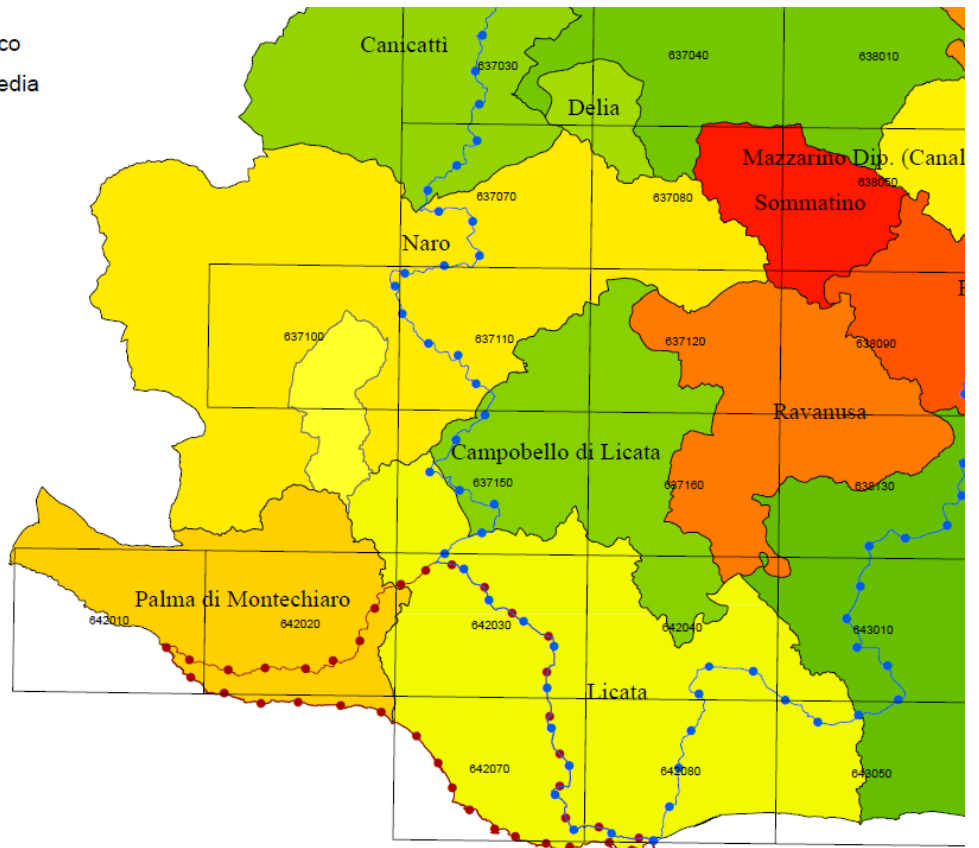 co
edia
Canicattì
637030
637040
638010
Delia
Mazzarino Dip. (Canal
638050
637070
637080
Sommatino
Naro
637100
637110
637120
638090
Ravanusa
Campobello di Licata
637150
637160
638130
Palma di Montechiaro
642010
642020
642030
642040
643010
Licata
642070
642080
643050